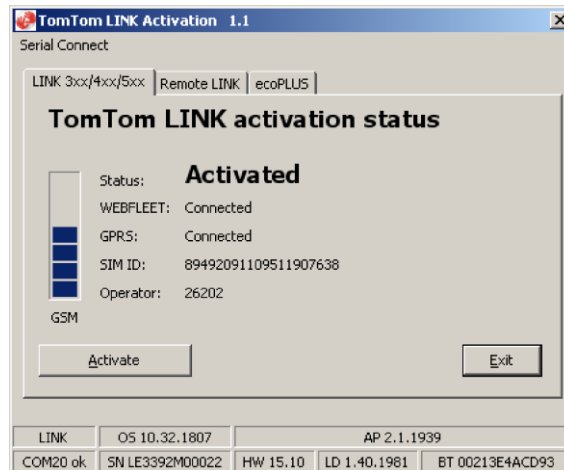 TomTom LINK Activation 1.1
Serial Connect
LINK 3xx/4xx/5xx Remote LINK ecoPLUS
TomTom LINK activation status
Status: Activated
WEBFLEET: Connected
GPRS: Connected
SIM ID: 89492091109511907638
Operator: 26202
GSM
Activate Exit
LINK OS 10.32.1807 AP 2.1.1939
COM20 ok SN LE3392M00022 HW 15.10 LD 1.40.1981 BT 00213E4ACD93